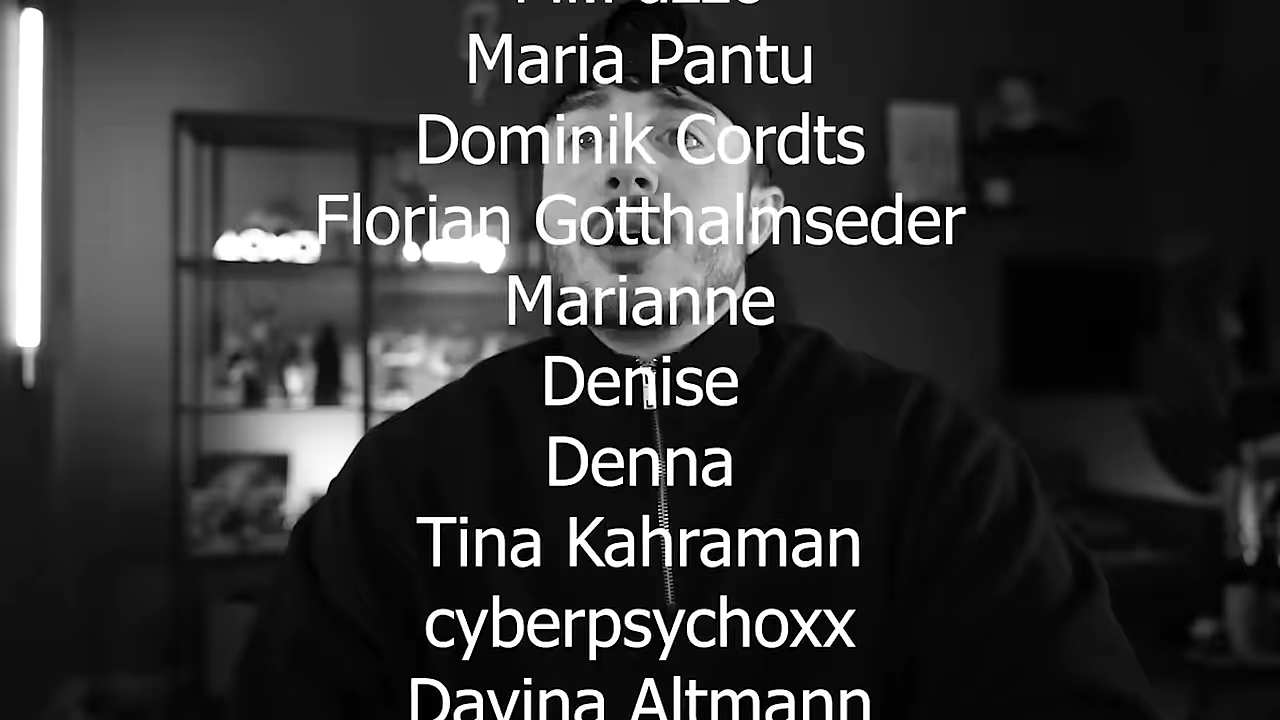 Maria Pantu
Dominik Cordts
Florian Gotthalmseder
Marianne
Denise
Denna
Tina Kahraman
cyberpsychoxx
Davina Altmann